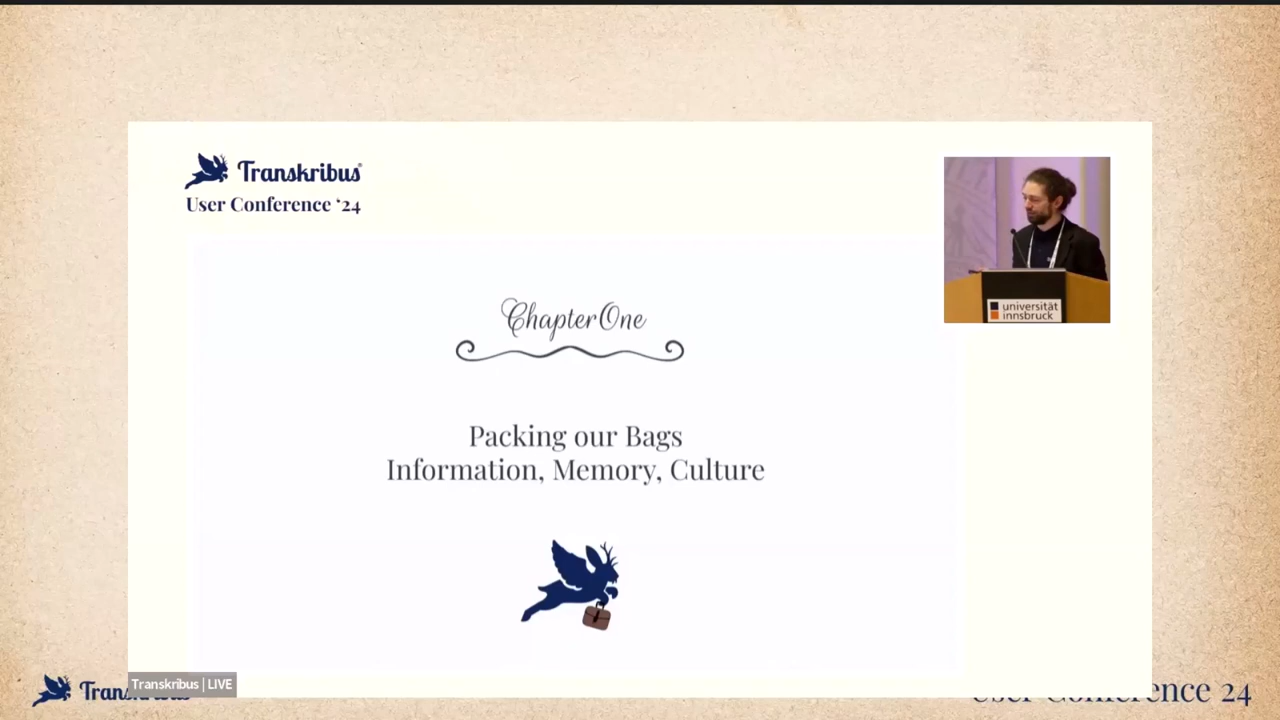 Transkribus
User Conference ‘24
universität
innsbruck
Chapter One
Packing our Bags
Information, Memory, Culture
Transkribus | LIVE
Transkribus
User Conference 24